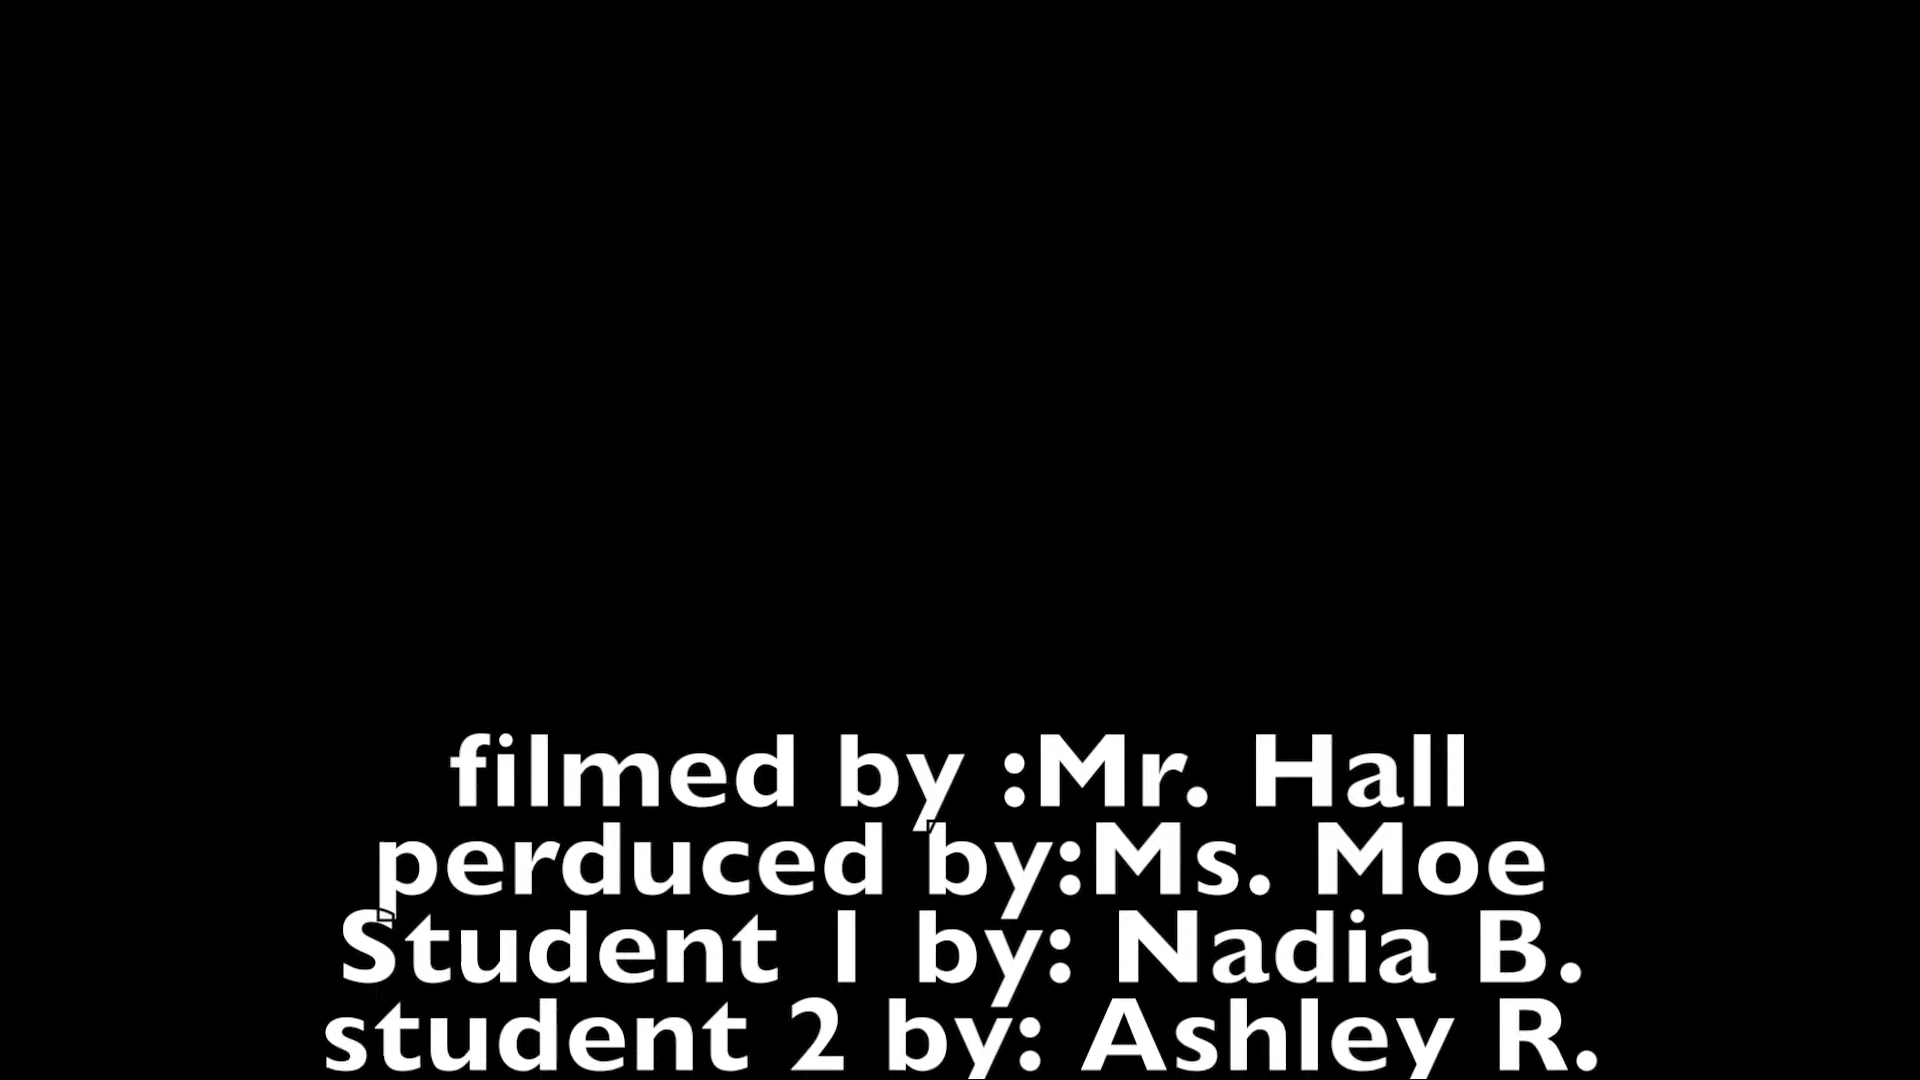 filmed by :Mr. Hall
perduced by:Ms. Moe
Student 1 by: Nadia B.
student 2 by: Ashley R.